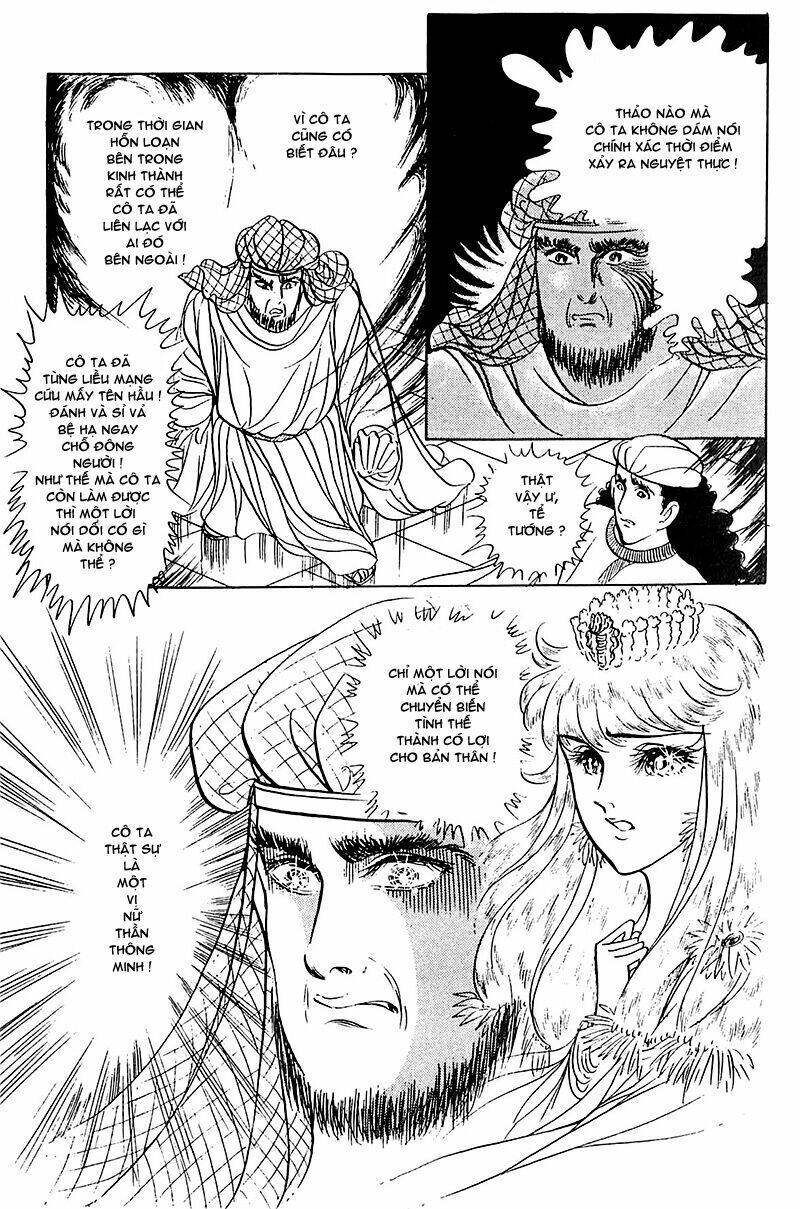 THẢO NÀO MÀ
CÔ TA KHÔNG DÁM NÓI
CHÍNH XÁC THỜI ĐIỂM
XẢY RA NGUYỆT THỰC !
VÌ CÔ TA
CŨNG CÓ
BIẾT ĐÂU ?
TRONG THỜI GIAN
HỖN LOẠN
BÊN TRONG
KINH THÀNH
RẤT CÓ THỂ
CÔ TA ĐÃ
LIÊN LẠC VỚI
AI ĐÓ
BÊN NGOÀI !
CÔ TA ĐÃ
TỪNG LIỀU MẠNG
CỨU MẤY TÊN HẦU !
ĐÁNH VÀ SỈ VẢ
BỆ HẠ NGAY
CHỖ ĐÔNG
NGƯỜI !
NHƯ THẾ MÀ CÔ TA
CÒN LÀM ĐƯỢC
THÌ MỘT LỜI
NÓI DỐI CÓ GÌ
MÀ KHÔNG
THỂ ?
THẬT
VẬY Ư,
TỂ
TƯỚNG ?
CHỈ MỘT LỜI NÓI
MÀ CÓ THỂ
CHUYỂN BIẾN
TÌNH THẾ
THÀNH CÓ LỢI
CHO BẢN THÂN !
CÔ TA
THẬT SỰ
LÀ
MỘT
VỊ
NỮ
THẦN
THÔNG
MINH !